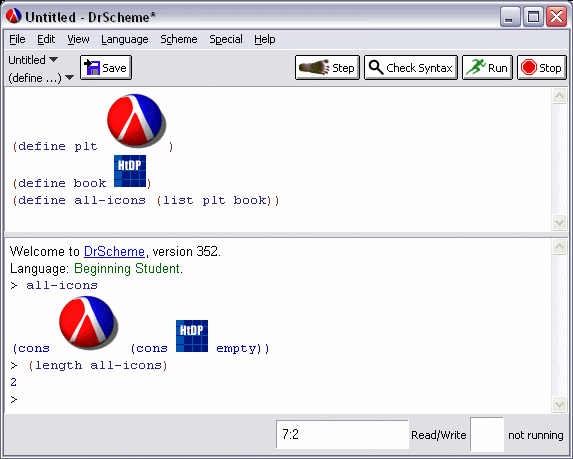 Untitled - DrScheme*
File Edit View Language Scheme Special Help
Untitled
(define ...)
Save
Step
Check Syntax
Run
Stop
(define plt )
HtDP
(define book )
(define all-icons (list plt book))
Welcome to DrScheme, version 352.
Language: Beginning Student.
> all-icons
HtDP
(cons (cons empty))
> (length all-icons)
2
>
7:2 Read/Write not running